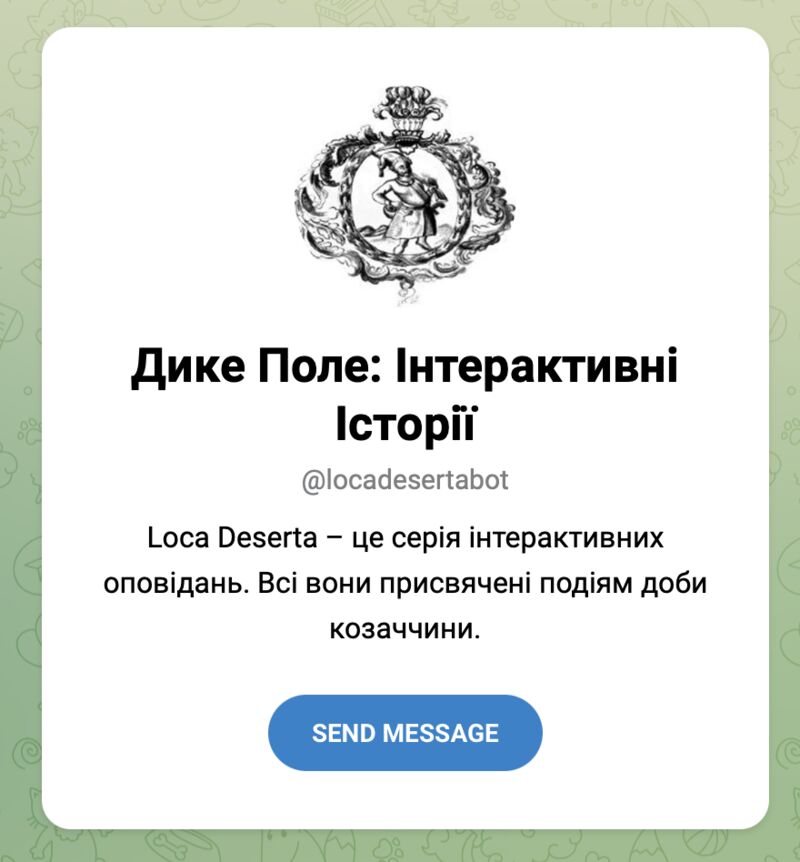 Дике Поле: Інтерактивні
Історії
@locadesertabot
Loca Deserta – це серія інтерактивних
оповідань. Всі вони присвячені подіям доби
козаччини.
SEND MESSAGE